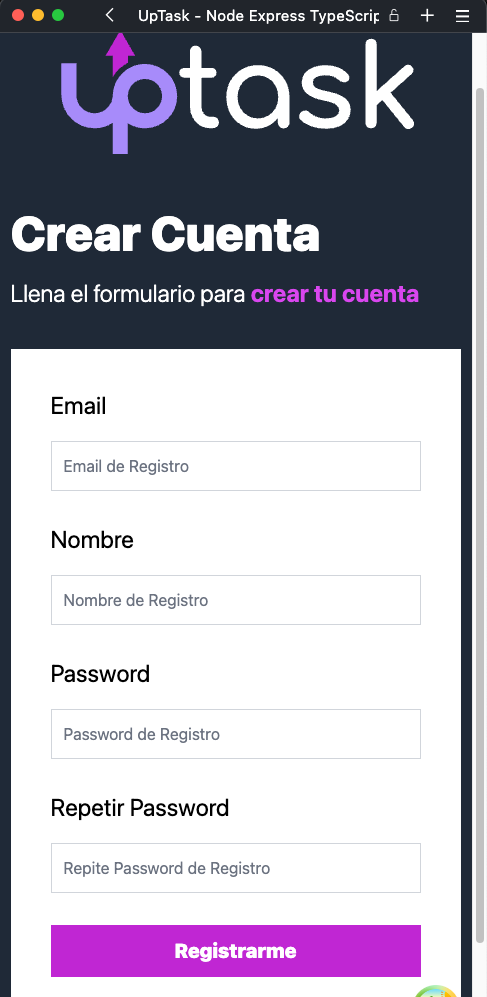 UpTask - Node Express TypeScrip
uptask
Crear Cuenta
Llena el formulario para crear tu cuenta
Email
Email de Registro
Nombre
Nombre de Registro
Password
Password de Registro
Repetir Password
Repite Password de Registro
Registrarme